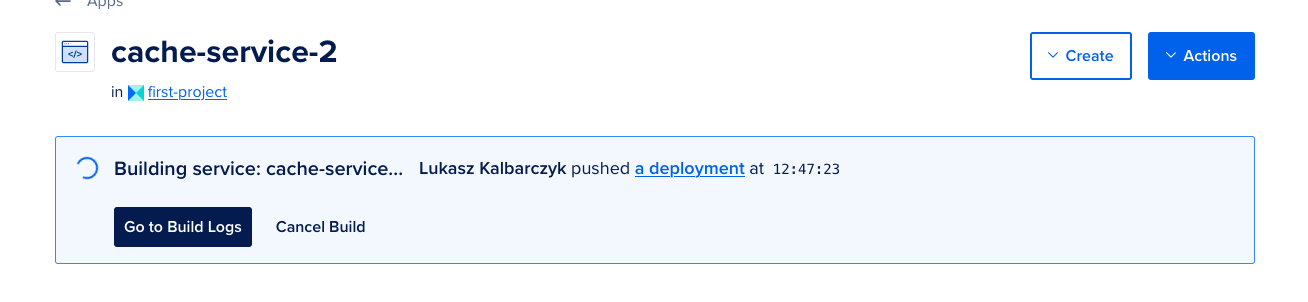 ← Apps
cache-service-2
Create
Actions
in first-project
Building service: cache-service... Lukasz Kalbarczyk pushed a deployment at 12:47:23
Go to Build Logs Cancel Build